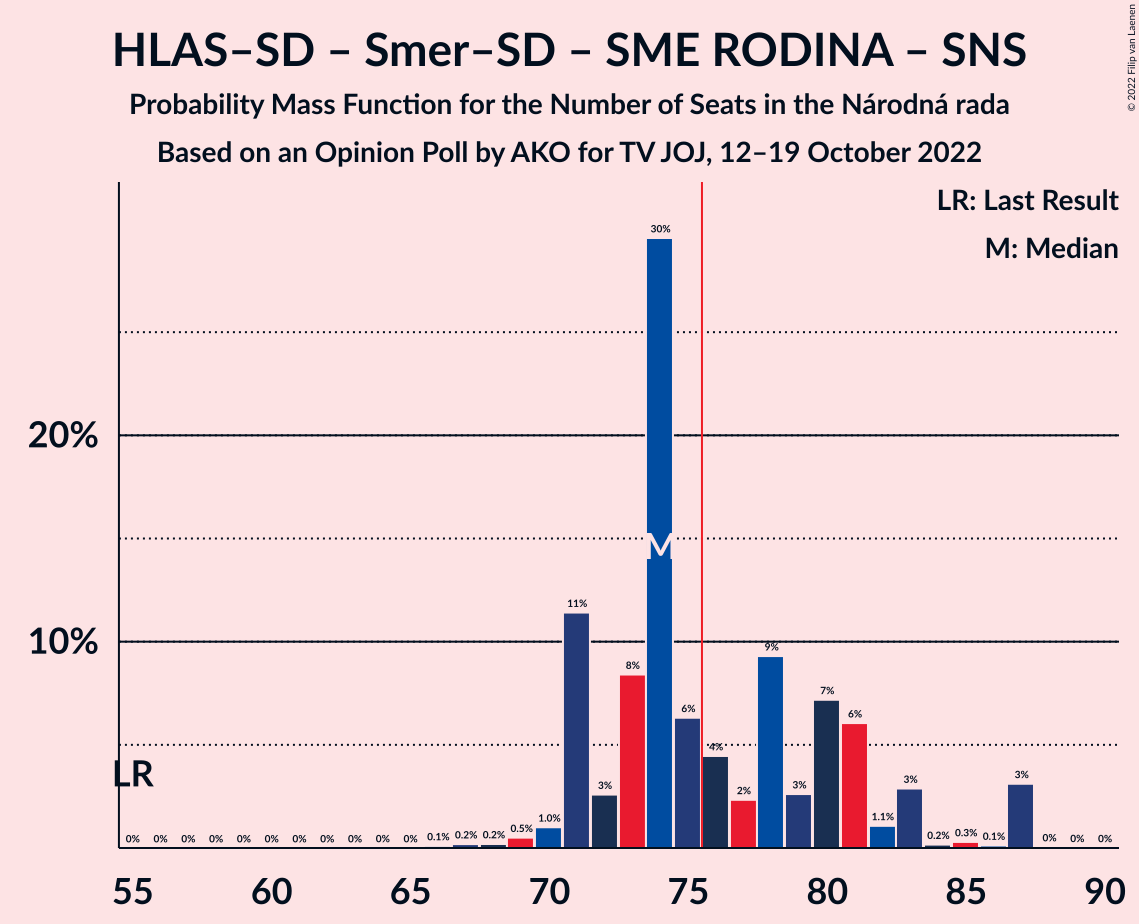 HLAS–SD – Smer–SD – SME RODINA – SNS
Probability Mass Function for the Number of Seats in the Národná rada
Based on an Opinion Poll by AKO for TV JOJ, 12–19 October 2022
© 2022 Filip van Laenen
LR: Last Result
M: Median
30%
20%
M
11%
10%
9%
8%
7%
6%
6%
4%
LR
3%
2%
3%
3%
3%
0% 0% 0% 0% 0% 0% 0% 0% 0% 0% 0% 0.1% 0.2% 0.2% 0.5% 1.0% 1.1% 0.2% 0.3% 0.1% 0% 0% 0%
55 60 65 70 75 80 85 90